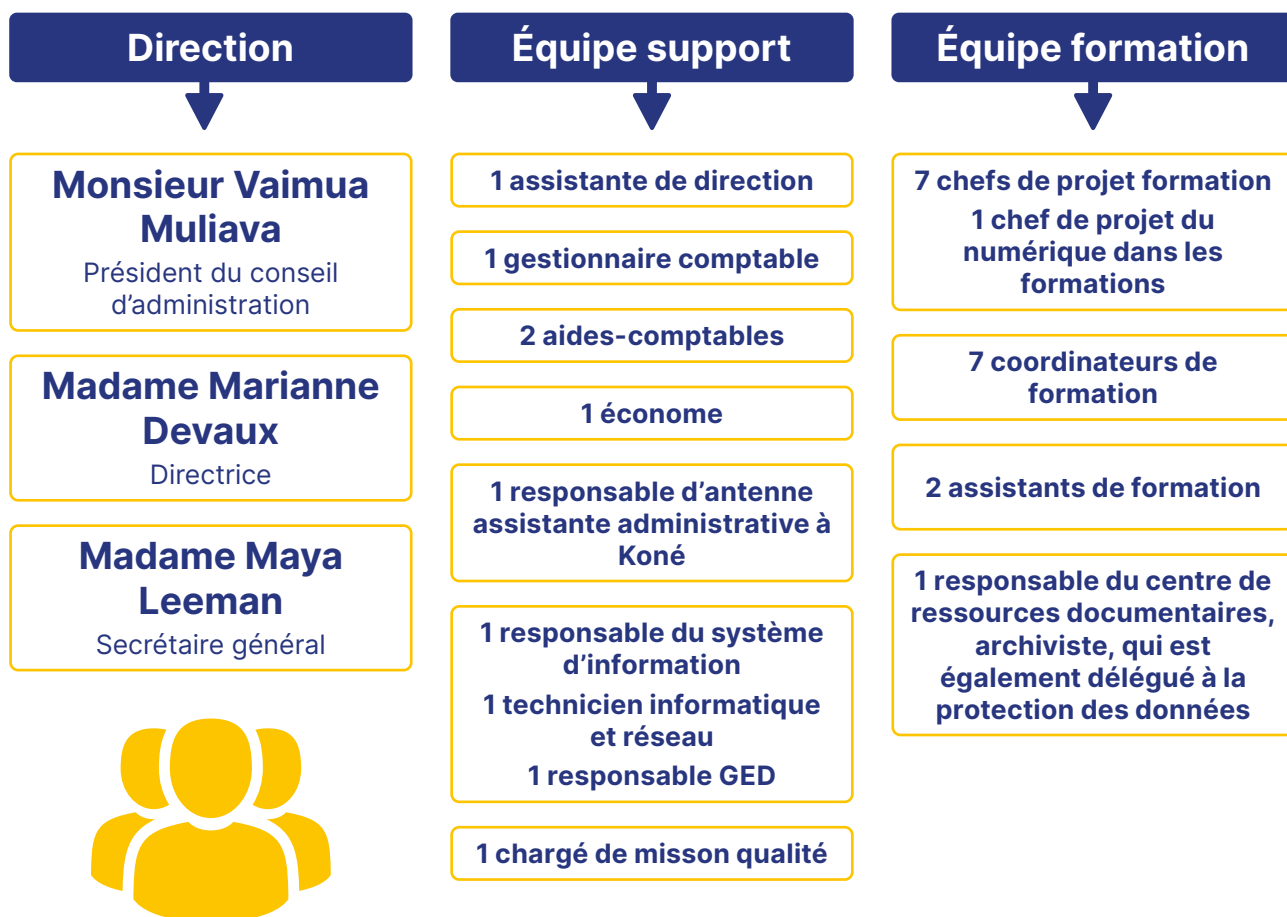 Direction
Monsieur Vaimua
Muliava
Président du conseil
d’administration
Madame Marianne
Devaux
Directrice
Madame Maya
Leeman
Secrétaire général
Équipe support
1 assistante de direction
1 gestionnaire comptable
2 aides-comptables
1 économe
1 responsable d’antenne
assistante administrative à
Koné
1 responsable du système
d’information
1 technicien informatique
et réseau
1 responsable GED
1 chargé de misson qualité
Équipe formation
7 chefs de projet formation
1 chef de projet du
numérique dans les
formations
7 coordinateurs de
formation
2 assistants de formation
1 responsable du centre de
ressources documentaires,
archiviste, qui est
également délégué à la
protection des données